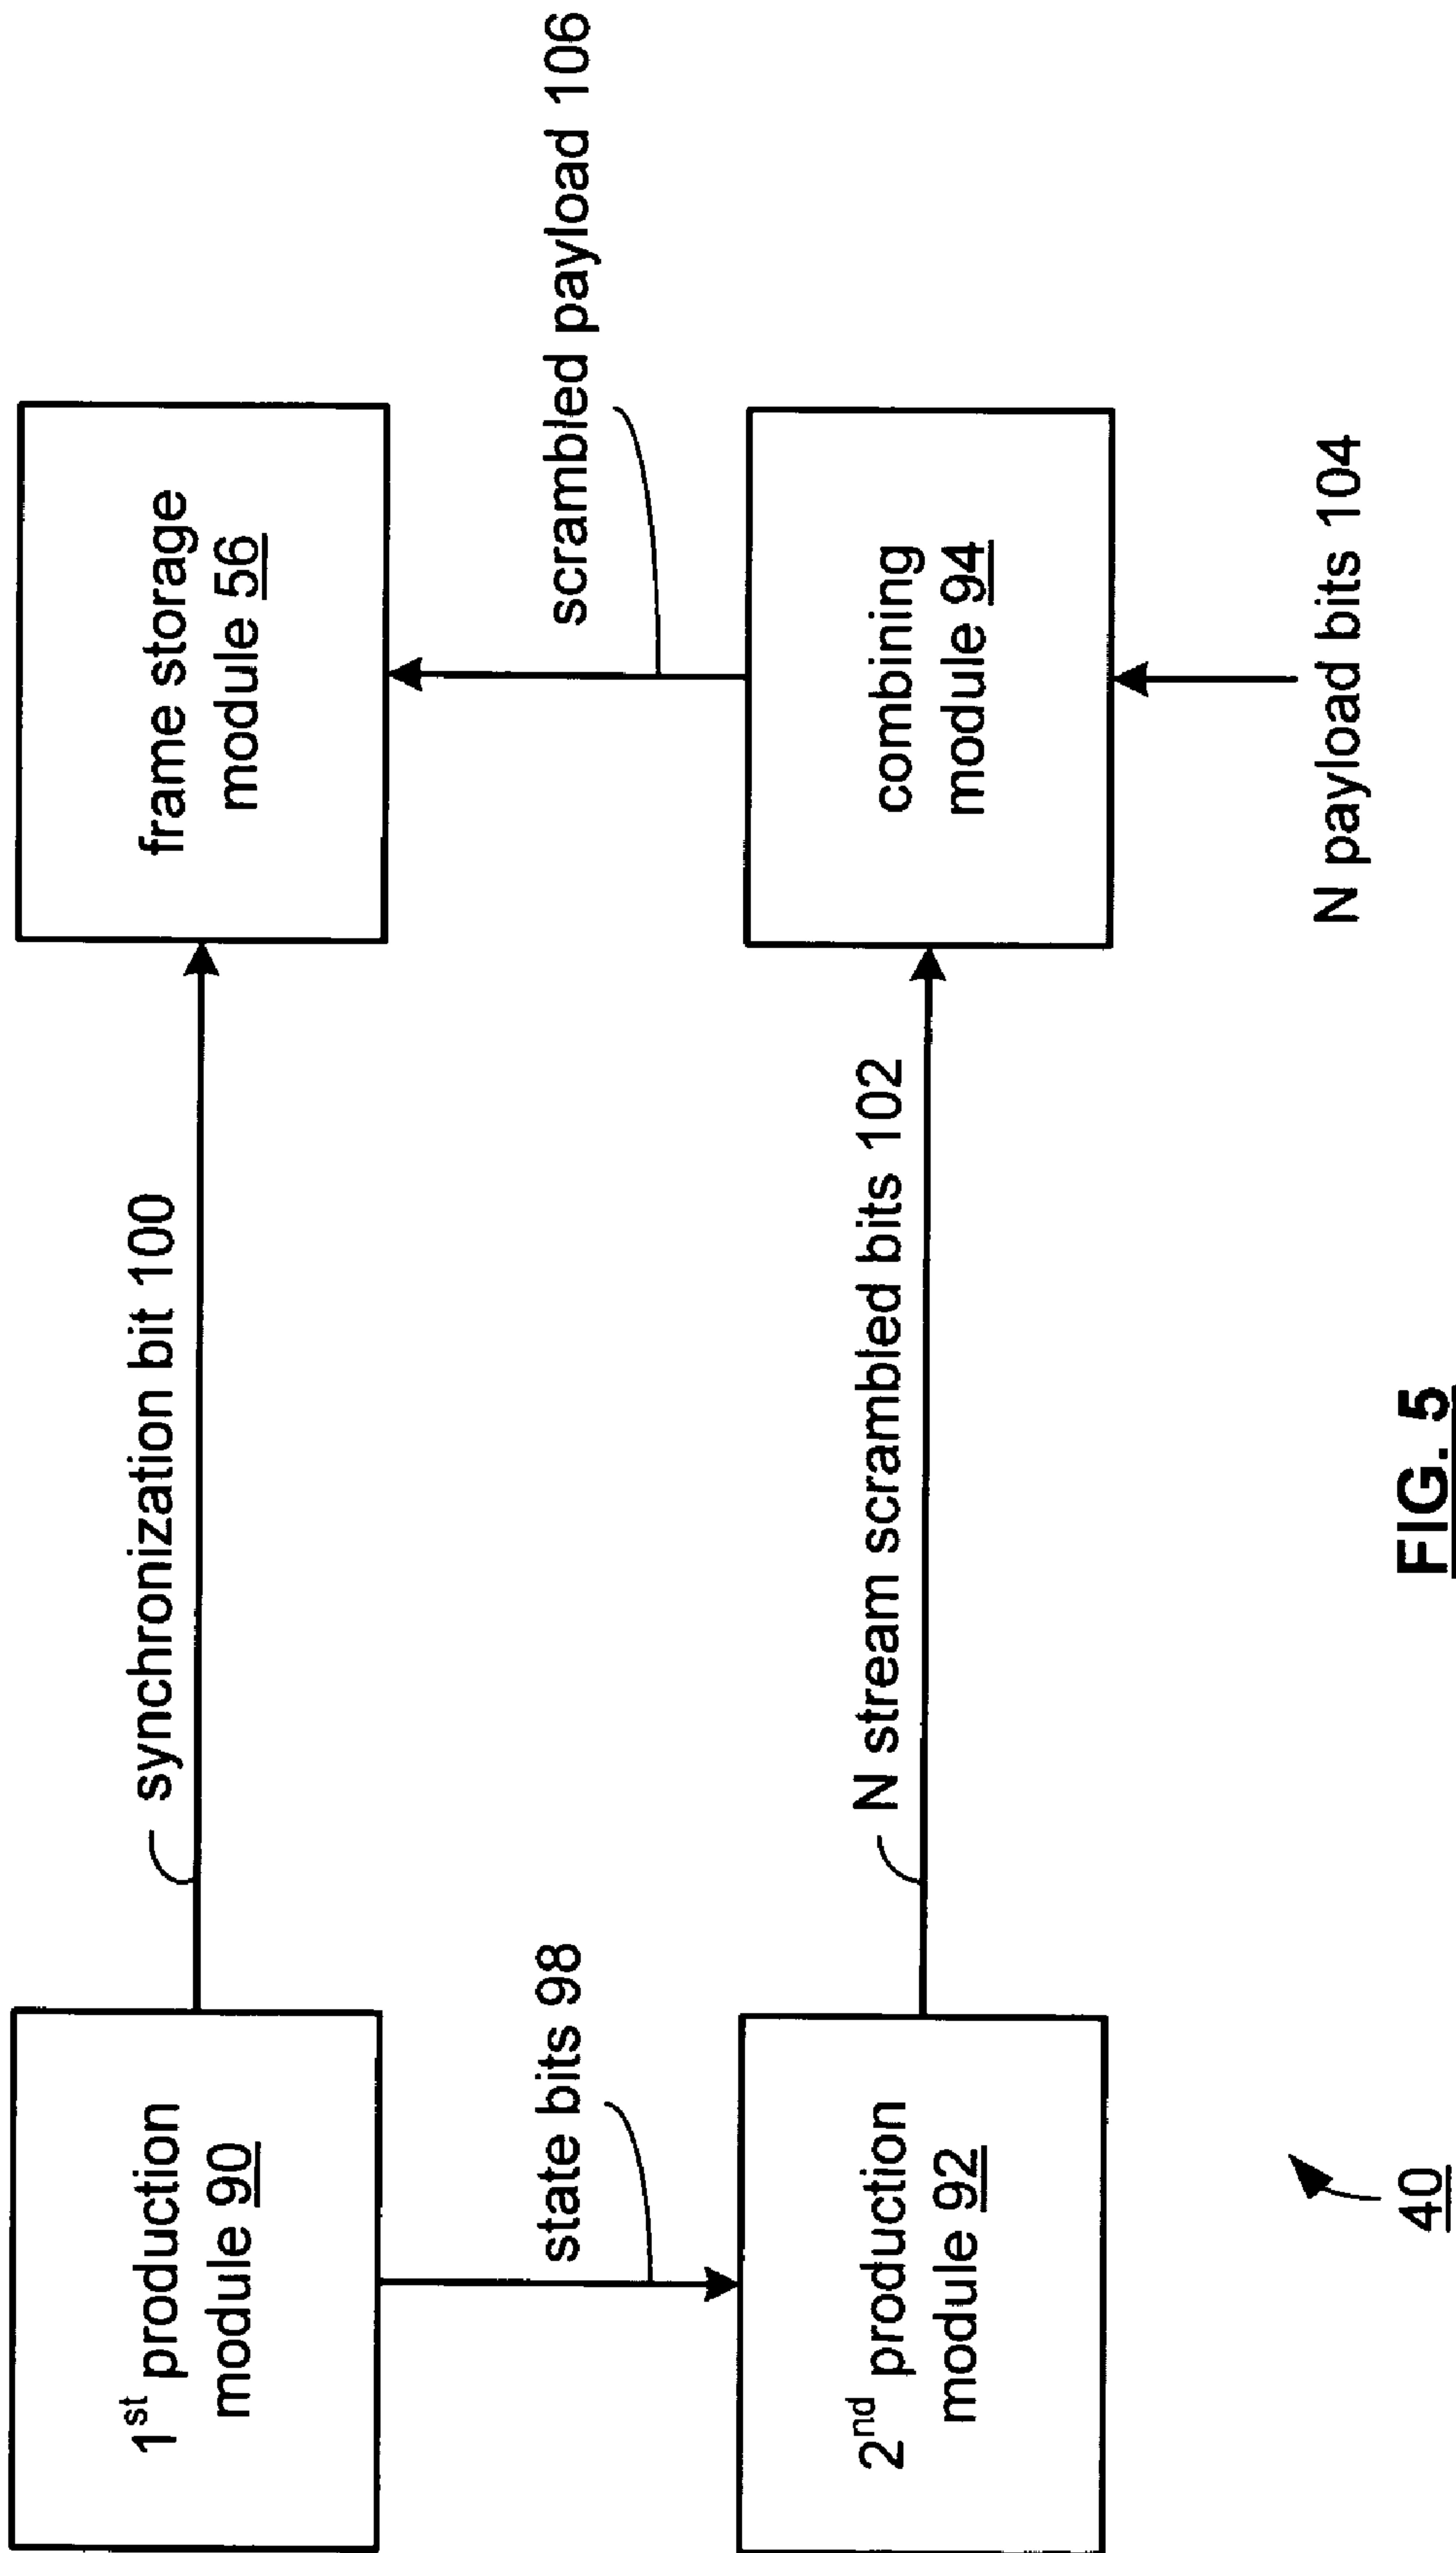 1st production
module 90
synchronization bit 100
frame storage
module 56
state bits 98
scrambled payload 106
2nd production
module 92
N stream scrambled bits 102
combining
module 94
N payload bits 104
40
FIG. 5